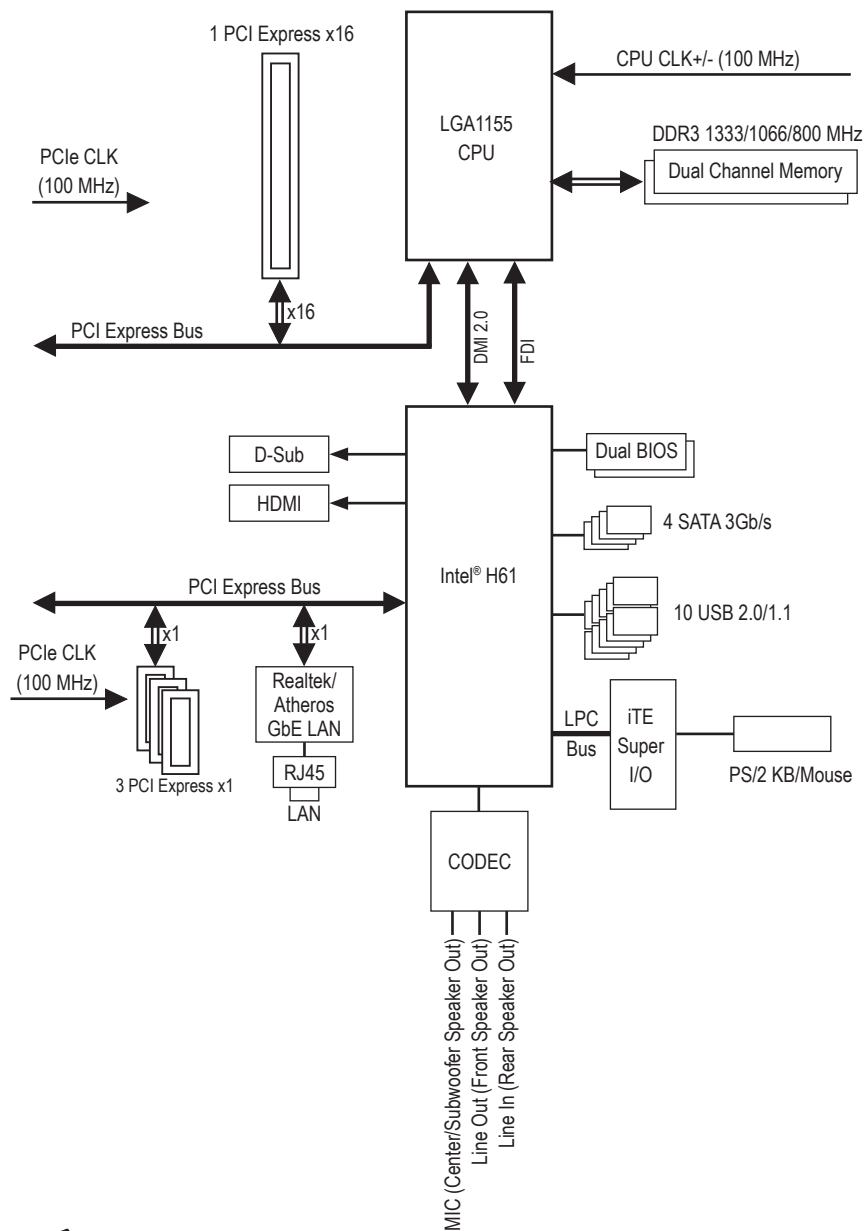 1 PCI Express x16
CPU CLK+/- (100 MHz)
LGA1155
CPU
DDR3 1333/1066/800 MHz
Dual Channel Memory
PCIe CLK
(100 MHz)
x16
PCI Express Bus
DMI 2.0
FDI
D-Sub
HDMI
Dual BIOS
4 SATA 3Gb/s
Intel® H61
PCI Express Bus
10 USB 2.0/1.1
x1
x1
PCIe CLK
(100 MHz)
Realtek/
Atheros
GbE LAN
RJ45
LAN
3 PCI Express x1
LPC
Bus
iTE
Super
I/O
PS/2 KB/Mouse
CODEC
MIC (Center/Subwoofer Speaker Out)
Line Out (Front Speaker Out)
Line In (Rear Speaker Out)